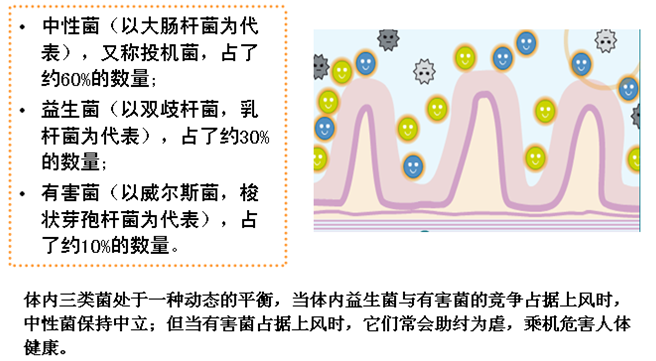 • 中性菌（以大肠杆菌为代
表），又称投机菌，占了
约60%的数量；
• 益生菌（以双歧杆菌，乳
杆菌为代表），占了约30%
的数量；
• 有害菌（以威尔斯菌，梭
状芽孢杆菌为代表），占
了约10%的数量。
体内三类菌处于一种动态的平衡，当体内益生菌与有害菌的竞争占据上风时，
中性菌保持中立；但当有害菌占据上风时，它们常会助纣为虐，乘机危害人体
健康。